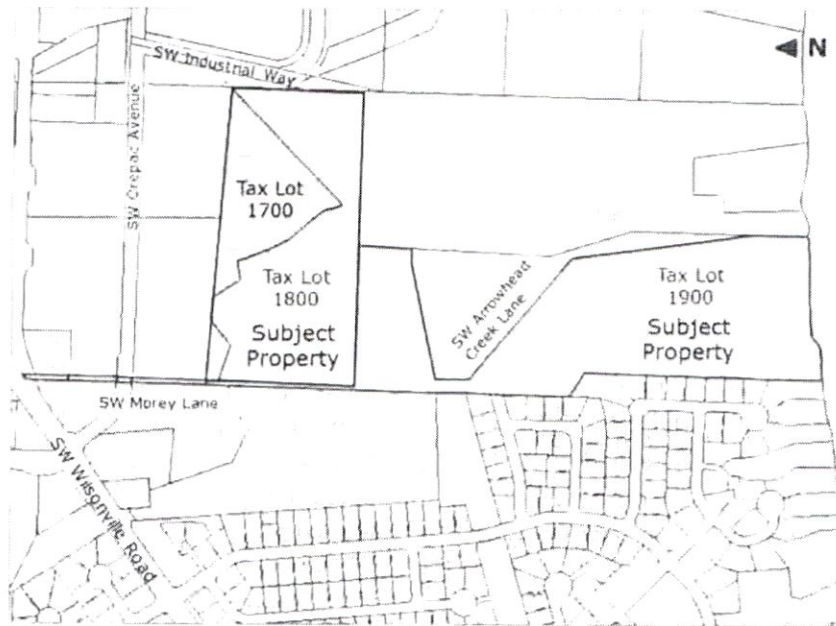 N
SW Industrial Way
SW Orepac Avenue
Tax Lot
1700
Tax Lot
1800
Subject
Property
SW Arrowhead
Creek Lane
Tax Lot
1900
Subject
Property
SW Morey Lane
SW Wilsonville Road